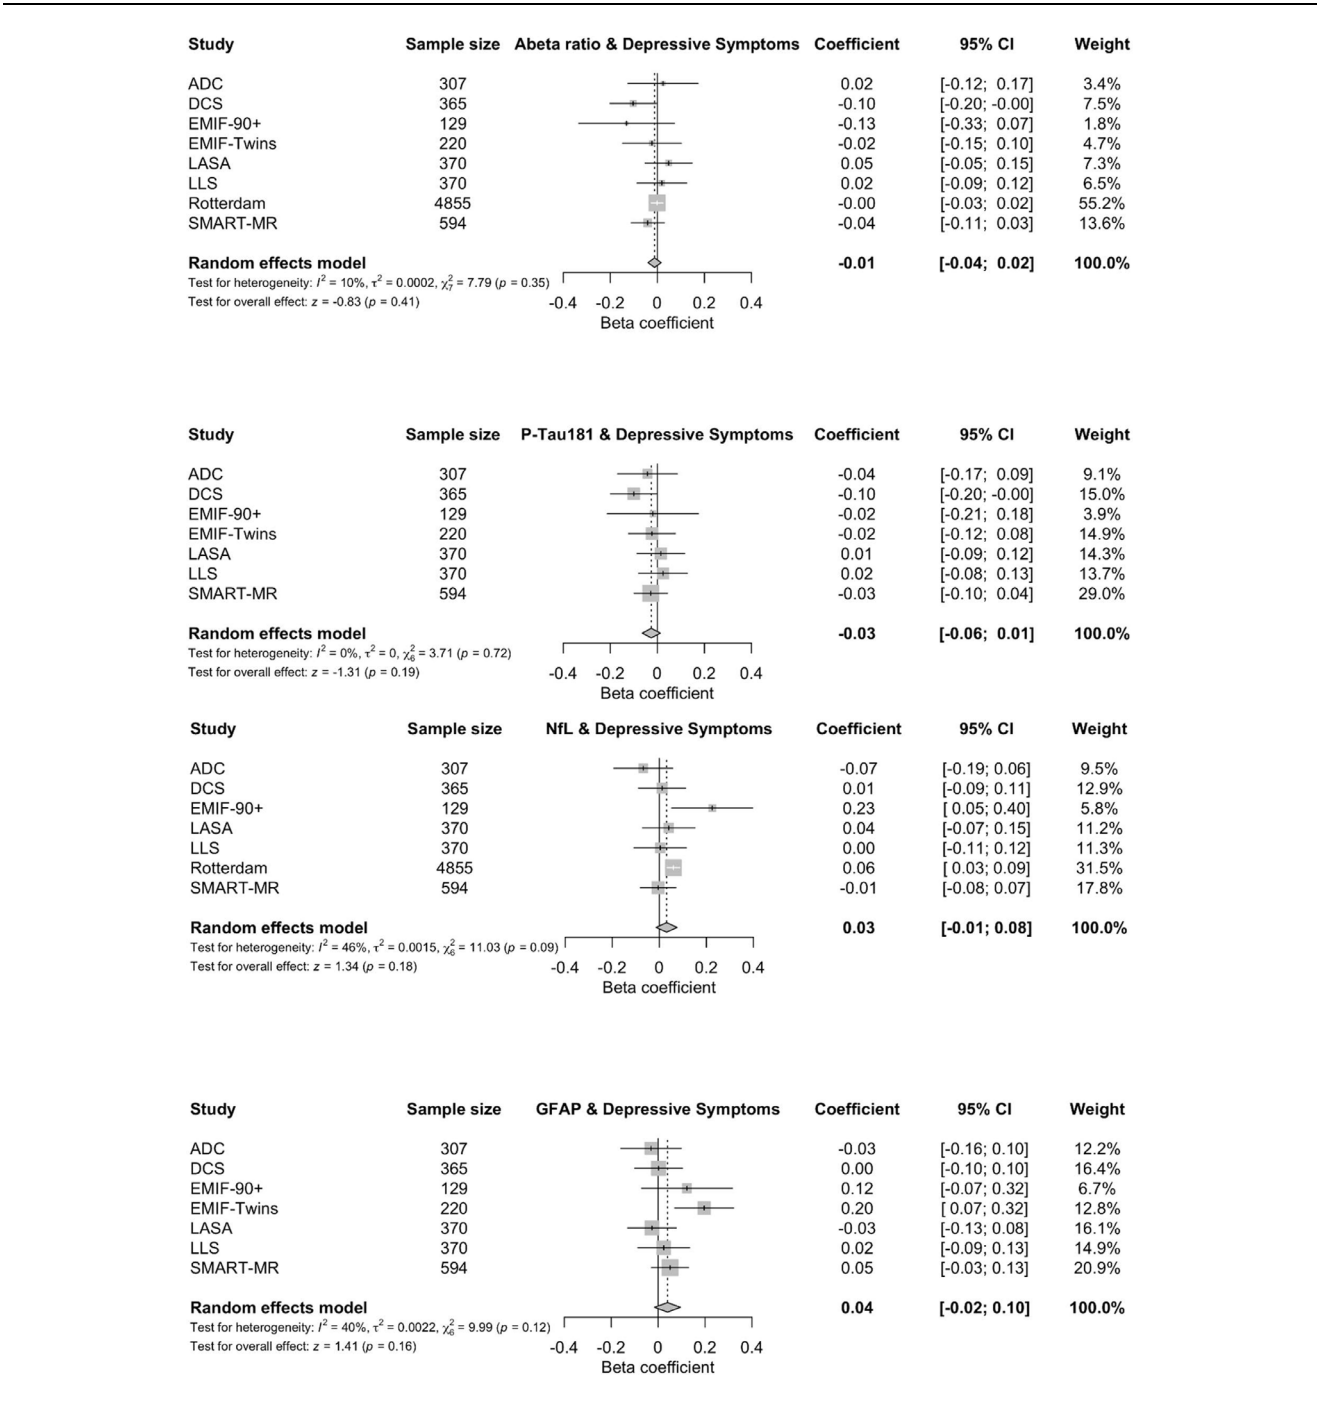 Study Sample size Abeta ratio & Depressive Symptoms Coefficient 95% CI Weight
ADC 307 0.02 [-0.12; 0.17] 3.4%
DCS 365 -0.10 [-0.20; -0.00] 7.5%
EMIF-90+ 129 -0.13 [-0.33; 0.07] 1.8%
EMIF-Twins 220 -0.02 [-0.15; 0.10] 4.7%
LASA 370 0.05 [-0.05; 0.15] 7.3%
LLS 370 0.02 [-0.09; 0.12] 6.5%
Rotterdam 4855 -0.00 [-0.03; 0.02] 55.2%
SMART-MR 594 -0.04 [-0.11; 0.03] 13.6%
Random effects model -0.01 [-0.04; 0.02] 100.0%
Test for heterogeneity: I² = 10%, τ² = 0.0002, χ²₇ = 7.79 (p = 0.35)
Test for overall effect: z = -0.83 (p = 0.41)
-0.4 -0.2 0 0.2 0.4
Beta coefficient
Study Sample size P-Tau181 & Depressive Symptoms Coefficient 95% CI Weight
ADC 307 -0.04 [-0.17; 0.09] 9.1%
DCS 365 -0.10 [-0.20; -0.00] 15.0%
EMIF-90+ 129 -0.02 [-0.21; 0.18] 3.9%
EMIF-Twins 220 -0.02 [-0.12; 0.08] 14.9%
LASA 370 0.01 [-0.09; 0.12] 14.3%
LLS 370 0.02 [-0.08; 0.13] 13.7%
SMART-MR 594 -0.03 [-0.10; 0.04] 29.0%
Random effects model -0.03 [-0.06; 0.01] 100.0%
Test for heterogeneity: I² = 0%, τ² = 0, χ²₆ = 3.71 (p = 0.72)
Test for overall effect: z = -1.31 (p = 0.19)
-0.4 -0.2 0 0.2 0.4
Beta coefficient
Study Sample size NfL & Depressive Symptoms Coefficient 95% CI Weight
ADC 307 -0.07 [-0.19; 0.06] 9.5%
DCS 365 0.01 [-0.09; 0.11] 12.9%
EMIF-90+ 129 0.23 [ 0.05; 0.40] 5.8%
LASA 370 0.04 [-0.07; 0.15] 11.2%
LLS 370 0.00 [-0.11; 0.12] 11.3%
Rotterdam 4855 0.06 [ 0.03; 0.09] 31.5%
SMART-MR 594 -0.01 [-0.08; 0.07] 17.8%
Random effects model 0.03 [-0.01; 0.08] 100.0%
Test for heterogeneity: I² = 46%, τ² = 0.0015, χ²₆ = 11.03 (p = 0.09)
Test for overall effect: z = 1.34 (p = 0.18)
-0.4 -0.2 0 0.2 0.4
Beta coefficient
Study Sample size GFAP & Depressive Symptoms Coefficient 95% CI Weight
ADC 307 -0.03 [-0.16; 0.10] 12.2%
DCS 365 0.00 [-0.10; 0.10] 16.4%
EMIF-90+ 129 0.12 [-0.07; 0.32] 6.7%
EMIF-Twins 220 0.20 [ 0.07; 0.32] 12.8%
LASA 370 -0.03 [-0.13; 0.08] 16.1%
LLS 370 0.02 [-0.09; 0.13] 14.9%
SMART-MR 594 0.05 [-0.03; 0.13] 20.9%
Random effects model 0.04 [-0.02; 0.10] 100.0%
Test for heterogeneity: I² = 40%, τ² = 0.0022, χ²₆ = 9.99 (p = 0.12)
Test for overall effect: z = 1.41 (p = 0.16)
-0.4 -0.2 0 0.2 0.4
Beta coefficient